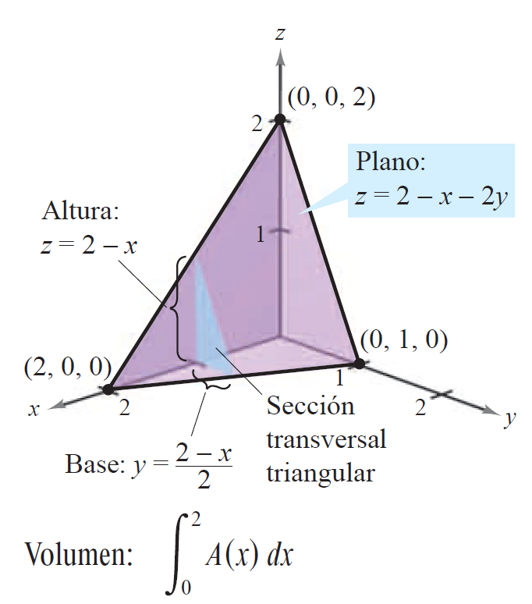 z
(0, 0, 2)
2
Plano:
z = 2 – x – 2y
Altura:
z = 2 – x
1
(0, 1, 0)
(2, 0, 0)
1
x
2
2
y
Sección
transversal
triangular
Base: y = \frac{2 – x}{2}
Volumen: \int_0^2 A(x) dx